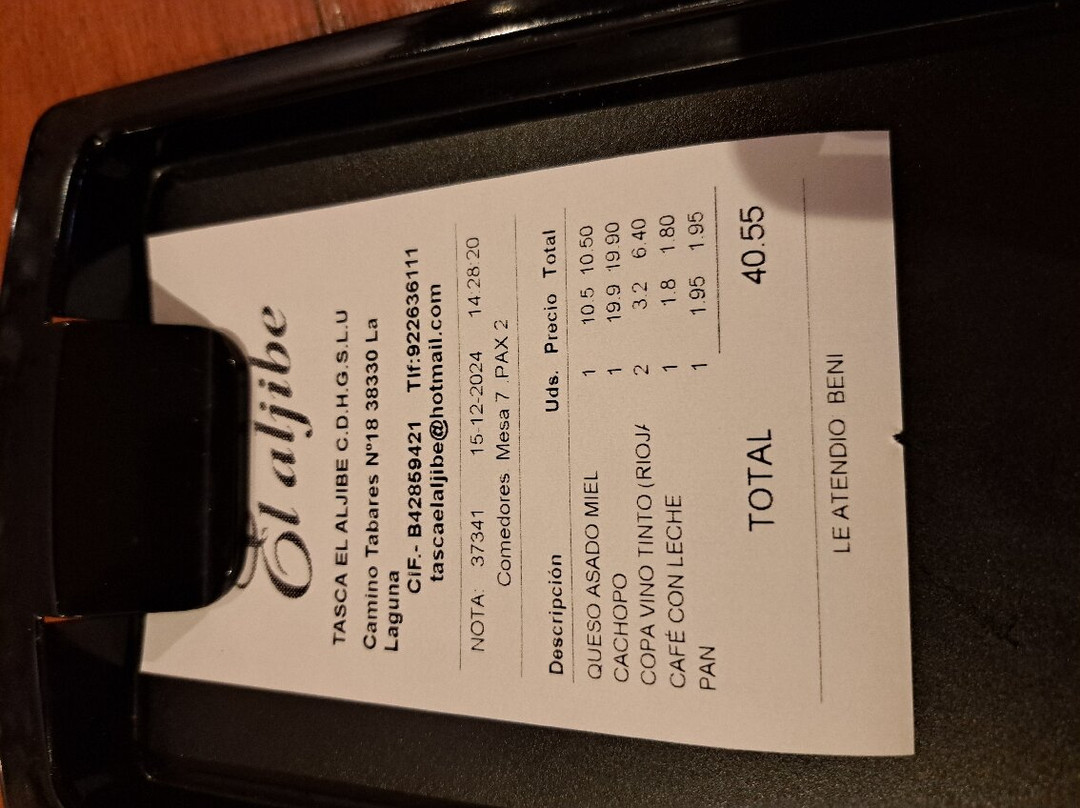 El aljibe
TASCA EL ALJIBE C.D.H.G.S.L.U
Camino Tabares Nº18 38330 La
Laguna
CiF.- B42859421 Tlf:922636111
tascaelaljibe@hotmail.com
NOTA: 37341 15-12-2024 14:28:20
Comedores Mesa 7 .PAX 2
Descripción Uds. Precio Total
QUESO ASADO MIEL 1 10.5 10.50
CACHOPO 1 19.9 19.90
COPA VINO TINTO (RIOJA 2 3.2 6.40
CAFÉ CON LECHE 1 1.8 1.80
PAN 1 1.95 1.95
TOTAL 40.55
LE ATENDIO BENI